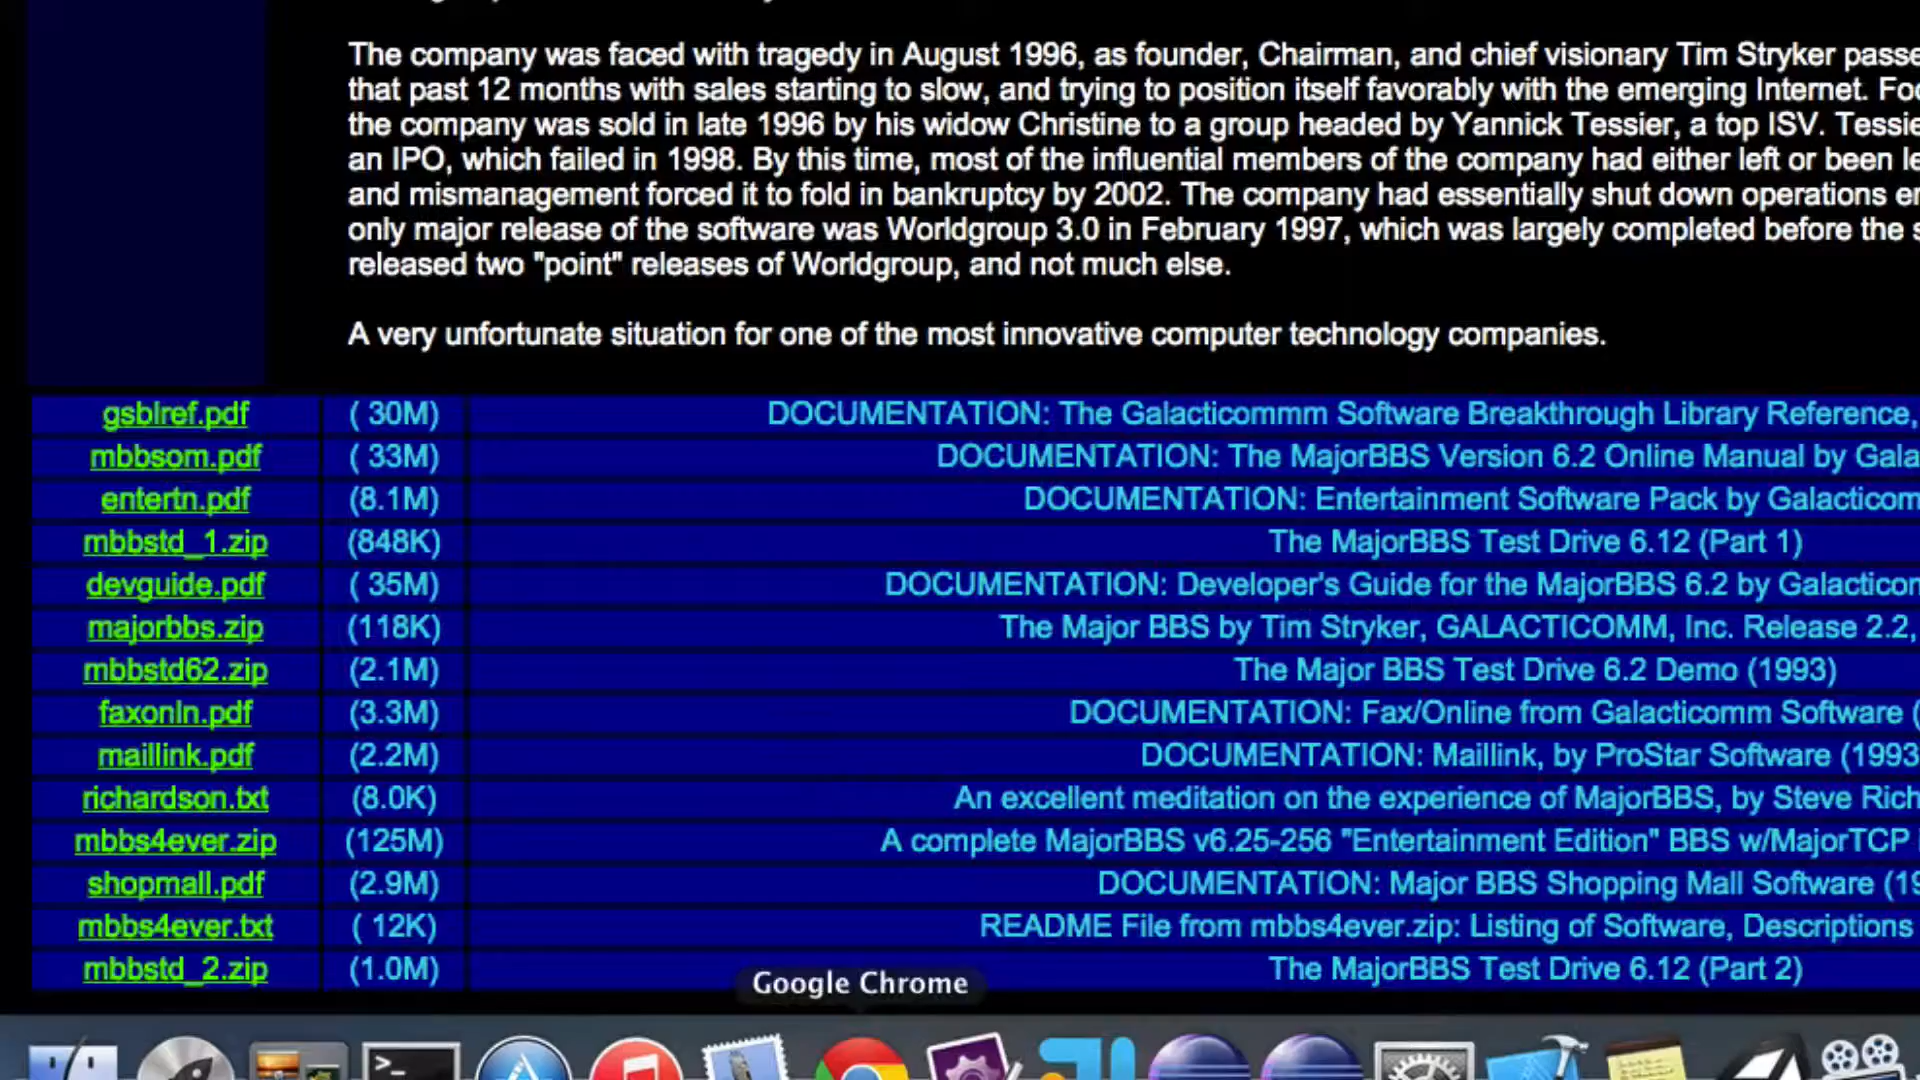 The company was faced with tragedy in August 1996, as founder, Chairman, and chief visionary Tim Stryker passe
that past 12 months with sales starting to slow, and trying to position itself favorably with the emerging Internet. Foc
the company was sold in late 1996 by his widow Christine to a group headed by Yannick Tessier, a top ISV. Tessie
an IPO, which failed in 1998. By this time, most of the influential members of the company had either left or been le
and mismanagement forced it to fold in bankruptcy by 2002. The company had essentially shut down operations en
only major release of the software was Worldgroup 3.0 in February 1997, which was largely completed before the s
released two "point" releases of Worldgroup, and not much else.
A very unfortunate situation for one of the most innovative computer technology companies.
gsblref.pdf ( 30M) DOCUMENTATION: The Galacticommm Software Breakthrough Library Reference,
mbbsom.pdf ( 33M) DOCUMENTATION: The MajorBBS Version 6.2 Online Manual by Gala
entertn.pdf (8.1M) DOCUMENTATION: Entertainment Software Pack by Galacticom
mbbstd_1.zip (848K) The MajorBBS Test Drive 6.12 (Part 1)
devguide.pdf ( 35M) DOCUMENTATION: Developer's Guide for the MajorBBS 6.2 by Galacticon
majorbbs.zip (118K) The Major BBS by Tim Stryker, GALACTICOMM, Inc. Release 2.2,
mbbstd62.zip (2.1M) The Major BBS Test Drive 6.2 Demo (1993)
faxonln.pdf (3.3M) DOCUMENTATION: Fax/Online from Galacticomm Software (
maillink.pdf (2.2M) DOCUMENTATION: Maillink, by ProStar Software (1993
richardson.txt (8.0K) An excellent meditation on the experience of MajorBBS, by Steve Rich
mbbs4ever.zip (125M) A complete MajorBBS v6.25-256 "Entertainment Edition" BBS w/MajorTCP
shopmall.pdf (2.9M) DOCUMENTATION: Major BBS Shopping Mall Software (19
mbbs4ever.txt ( 12K) README File from mbbs4ever.zip: Listing of Software, Descriptions
mbbstd_2.zip (1.0M) The MajorBBS Test Drive 6.12 (Part 2)
Google Chrome